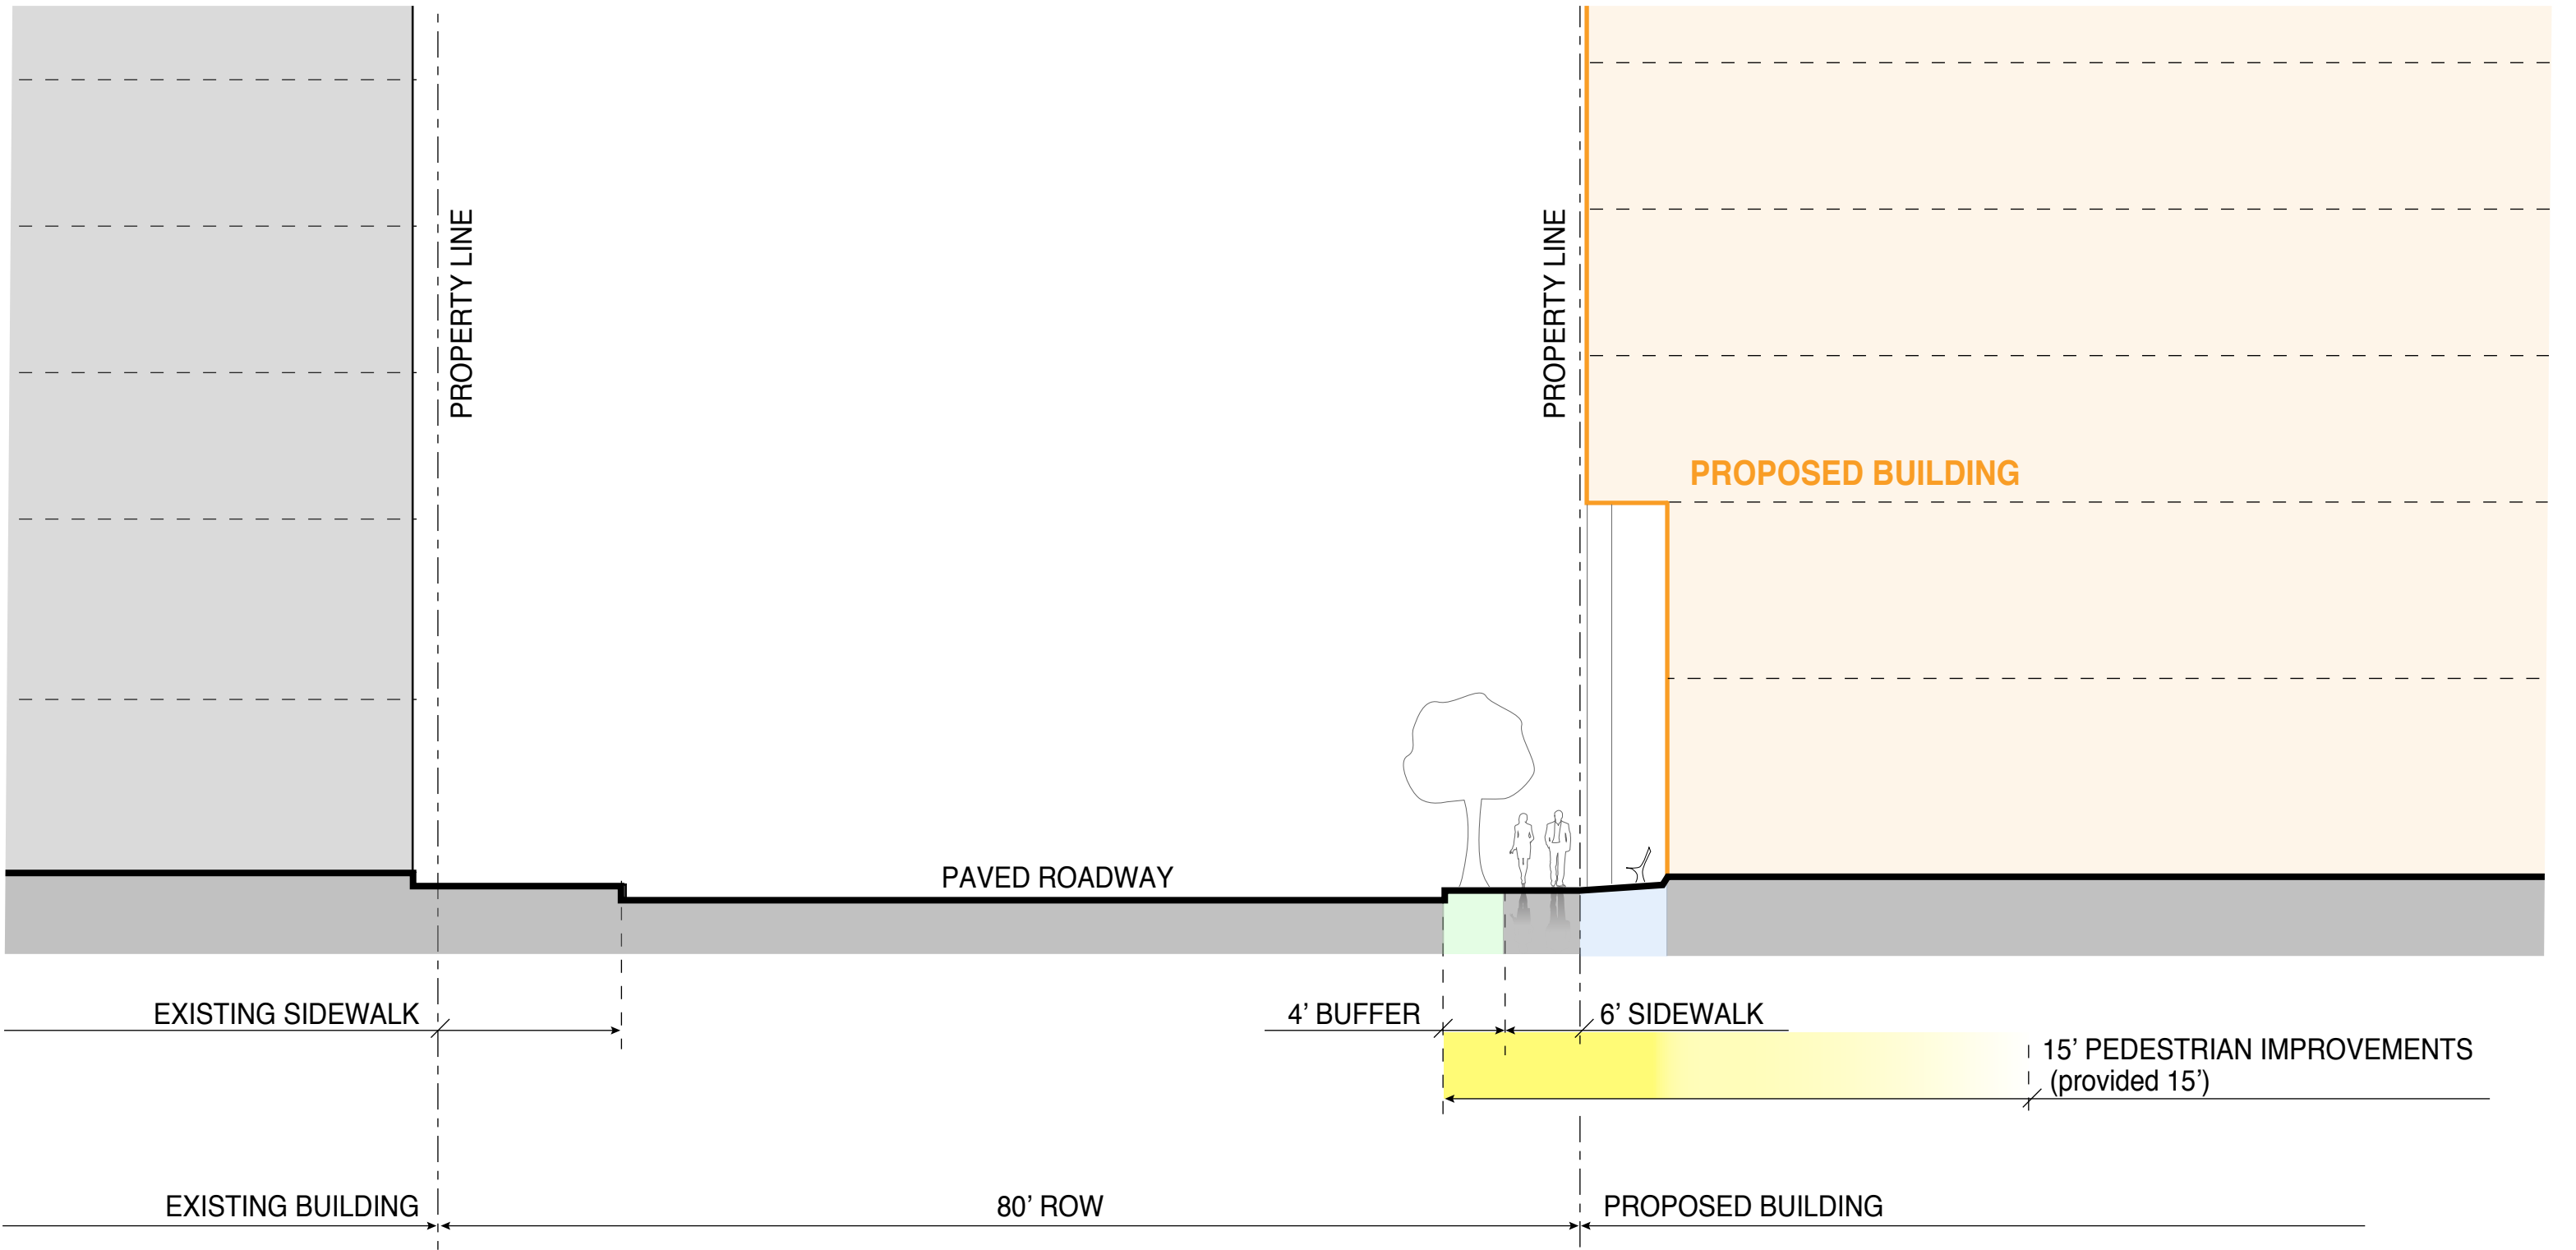 PROPERTY LINE
PROPERTY LINE
PROPOSED BUILDING
PAVED ROADWAY
EXISTING SIDEWALK
4’ BUFFER
6’ SIDEWALK
15’ PEDESTRIAN IMPROVEMENTS
(provided 15’)
EXISTING BUILDING
80’ ROW
PROPOSED BUILDING